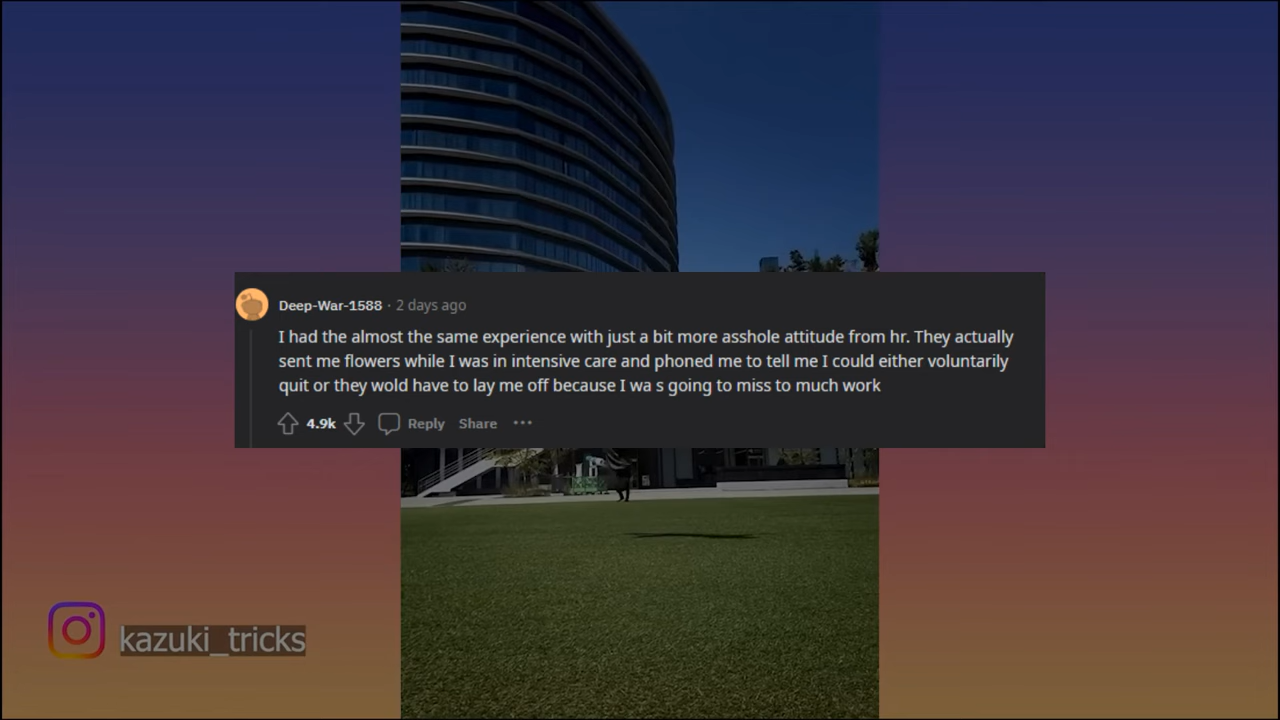 Deep-War-1588 · 2 days ago
I had the almost the same experience with just a bit more asshole attitude from hr. They actually
sent me flowers while I was in intensive care and phoned me to tell me I could either voluntarily
quit or they wold have to lay me off because I wa s going to miss to much work
4.9k Reply Share ···
kazuki_tricks